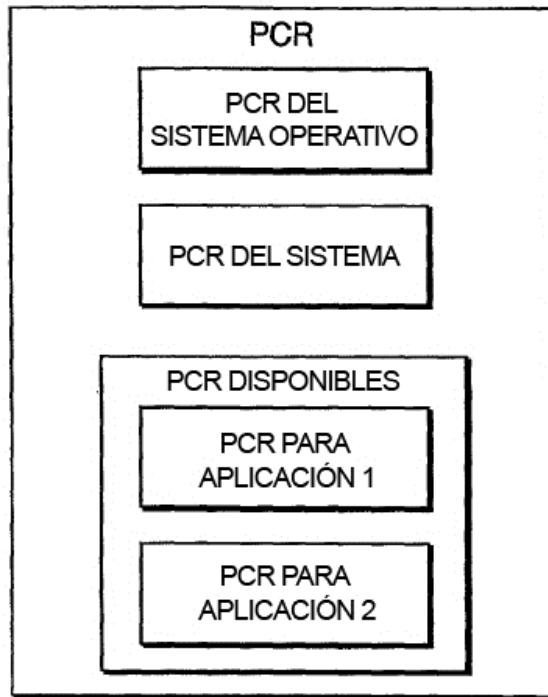 PCR
PCR DEL
SISTEMA OPERATIVO
PCR DEL SISTEMA
PCR DISPONIBLES
PCR PARA
APLICACIÓN 1
PCR PARA
APLICACIÓN 2